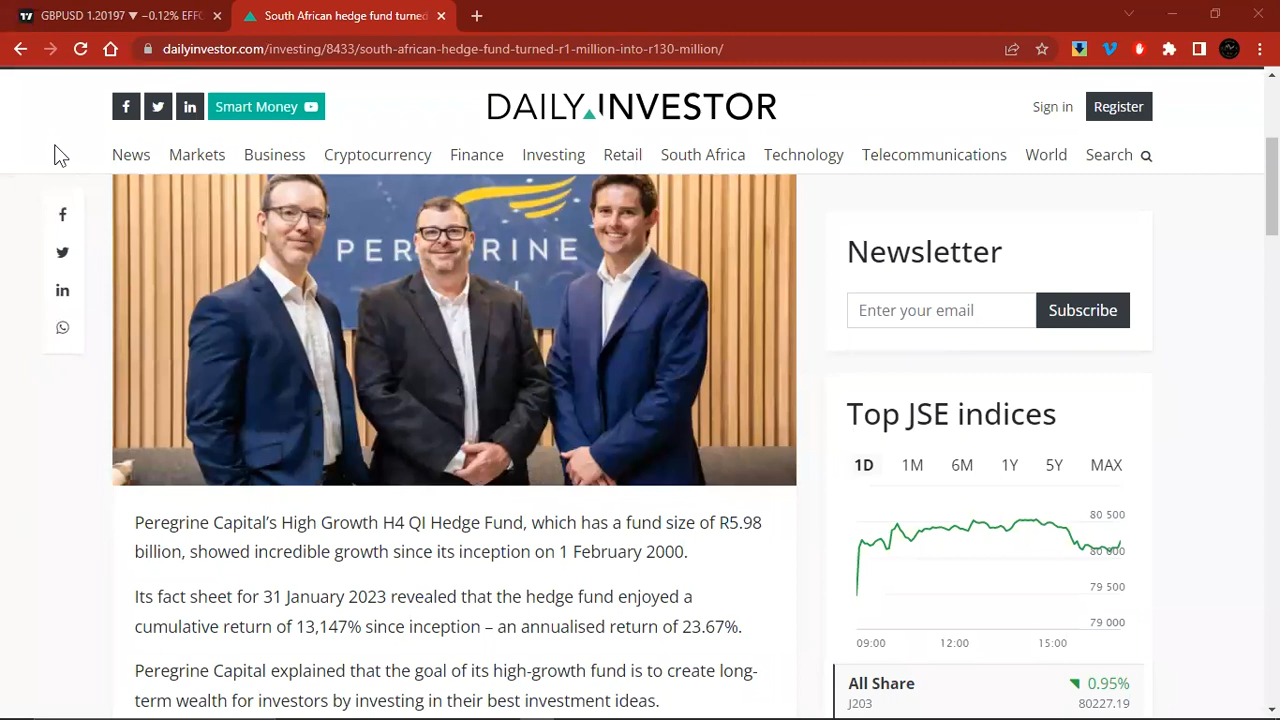 GBPUSD 1.20197 ▼ −0.12% EFFC
South African hedge fund turned
dailyinvestor.com/investing/8433/south-african-hedge-fund-turned-r1-million-into-r130-million/
Smart Money
DAILY INVESTOR
Sign in
Register
News Markets Business Cryptocurrency Finance Investing Retail South Africa Technology Telecommunications World Search
PEREGRINE
Newsletter
Enter your email
Subscribe
Top JSE indices
1D 1M 6M 1Y 5Y MAX
80 500
80 000
79 500
79 000
09:00 12:00 15:00
All Share 0.95%
J203 80227.19
Peregrine Capital’s High Growth H4 QI Hedge Fund, which has a fund size of R5.98
billion, showed incredible growth since its inception on 1 February 2000.
Its fact sheet for 31 January 2023 revealed that the hedge fund enjoyed a
cumulative return of 13,147% since inception – an annualised return of 23.67%.
Peregrine Capital explained that the goal of its high-growth fund is to create long-
term wealth for investors by investing in their best investment ideas.